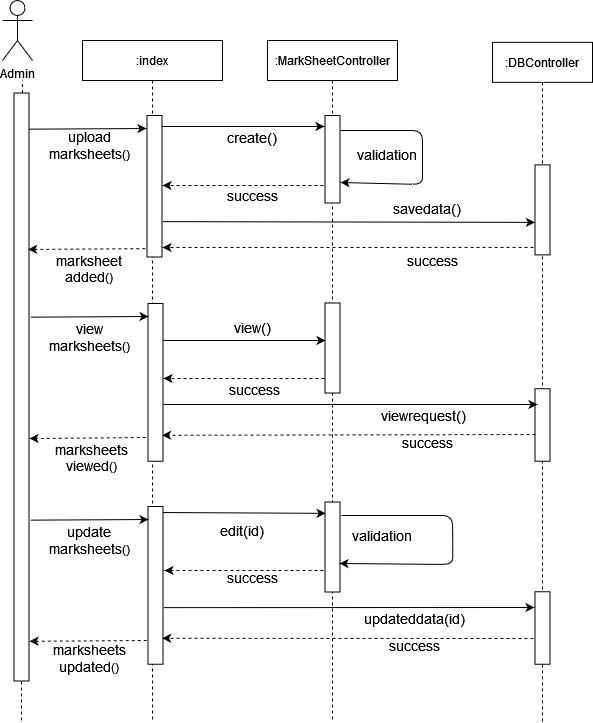 Admin
:index
:MarkSheetController
:DBController
upload
marksheets()
create()
validation
success
savedata()
success
marksheet
added()
view
marksheets()
view()
success
viewrequest()
success
marksheets
viewed()
update
marksheets()
edit(id)
validation
success
updateddata(id)
success
marksheets
updated()